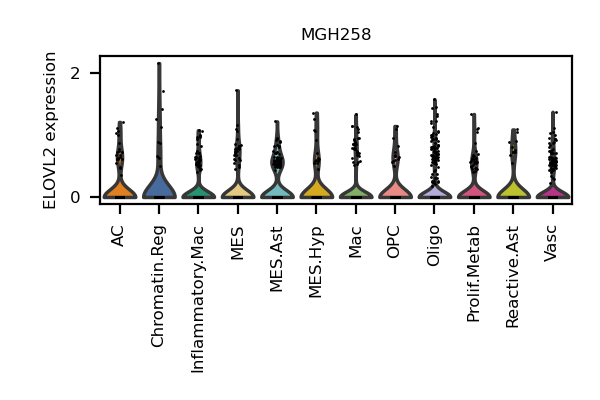 MGH258
ELOVL2 expression
2
0
AC
Chromatin.Reg
Inflammatory.Mac
MES
MES.Ast
MES.Hyp
Mac
OPC
Oligo
Prolif.Metab
Reactive.Ast
Vasc